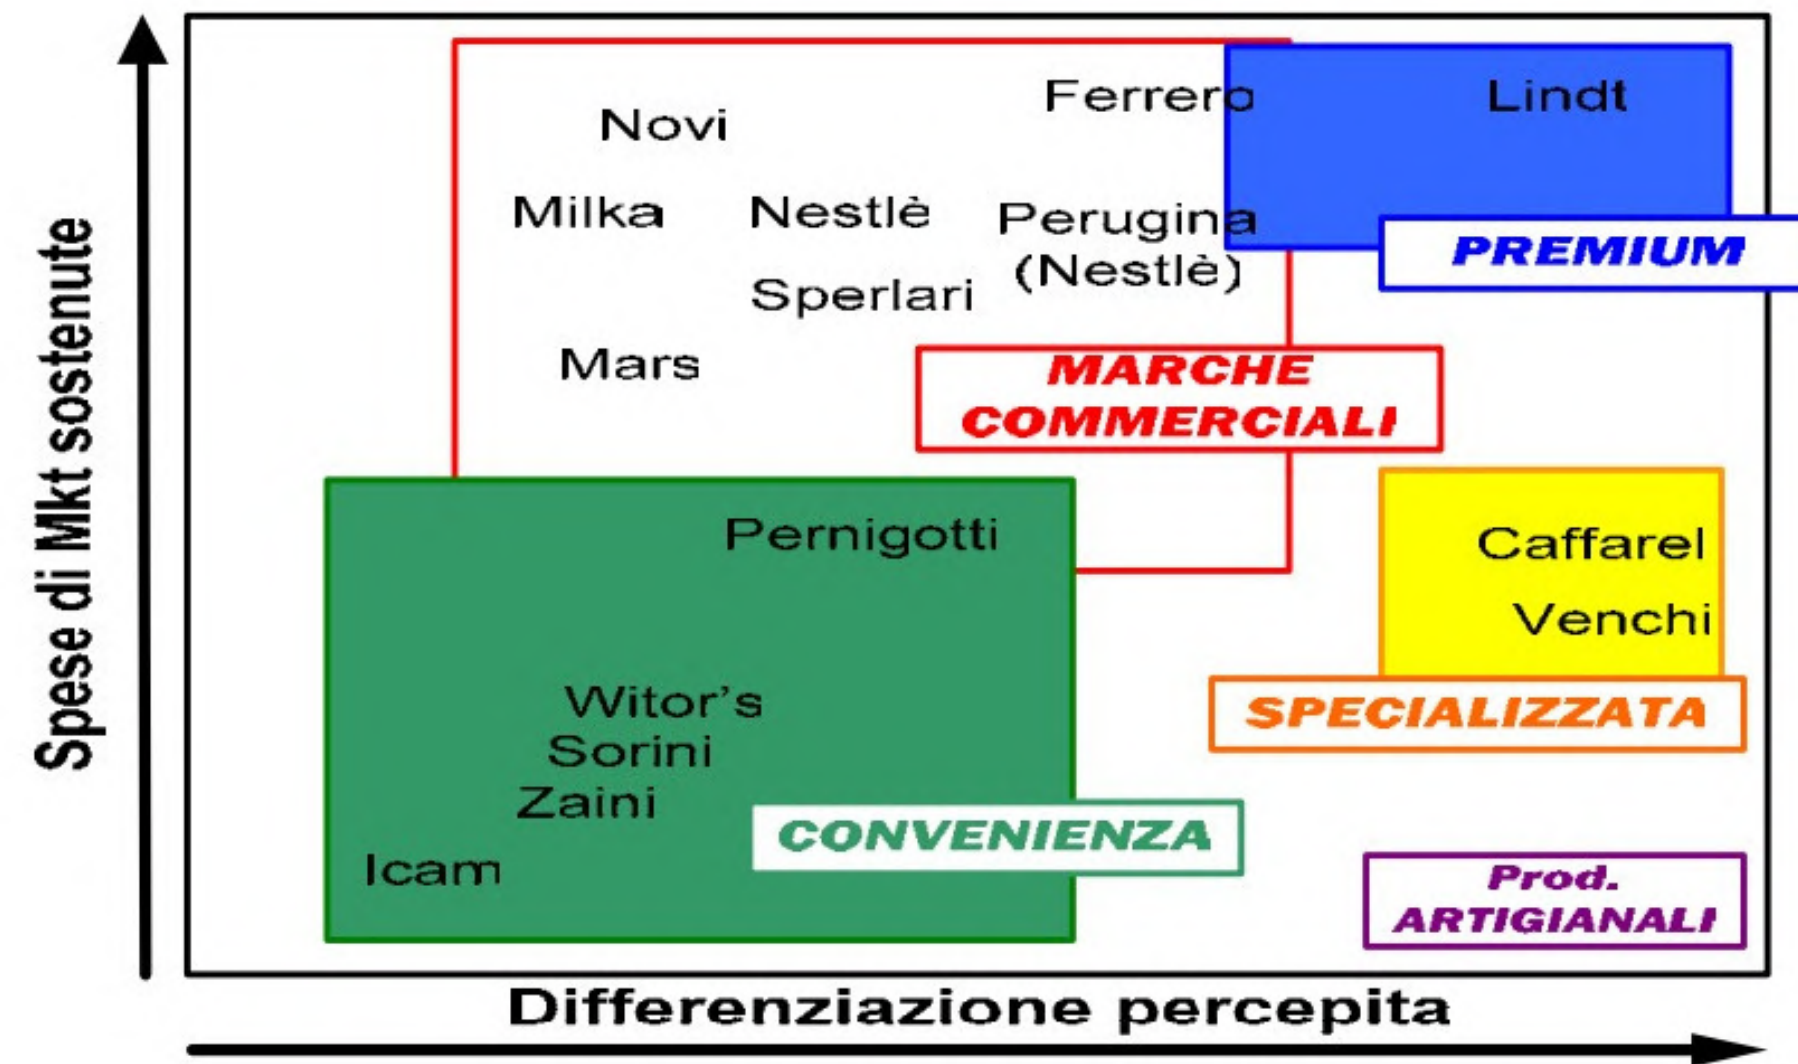 Spese di Mkt sostenute
Ferrero
Lindt
Novi
Milka
Nestlè
Perugina
(Nestlè)
PREMIUM
Sperlari
Mars
MARCHE
COMMERCIALI
Pernigotti
Caffarel
Venchi
Witor's
Sorini
Zaini
SPECIALIZZATA
CONVENIENZA
Icam
Prod.
ARTIGIANALI
Differenziazione percepita